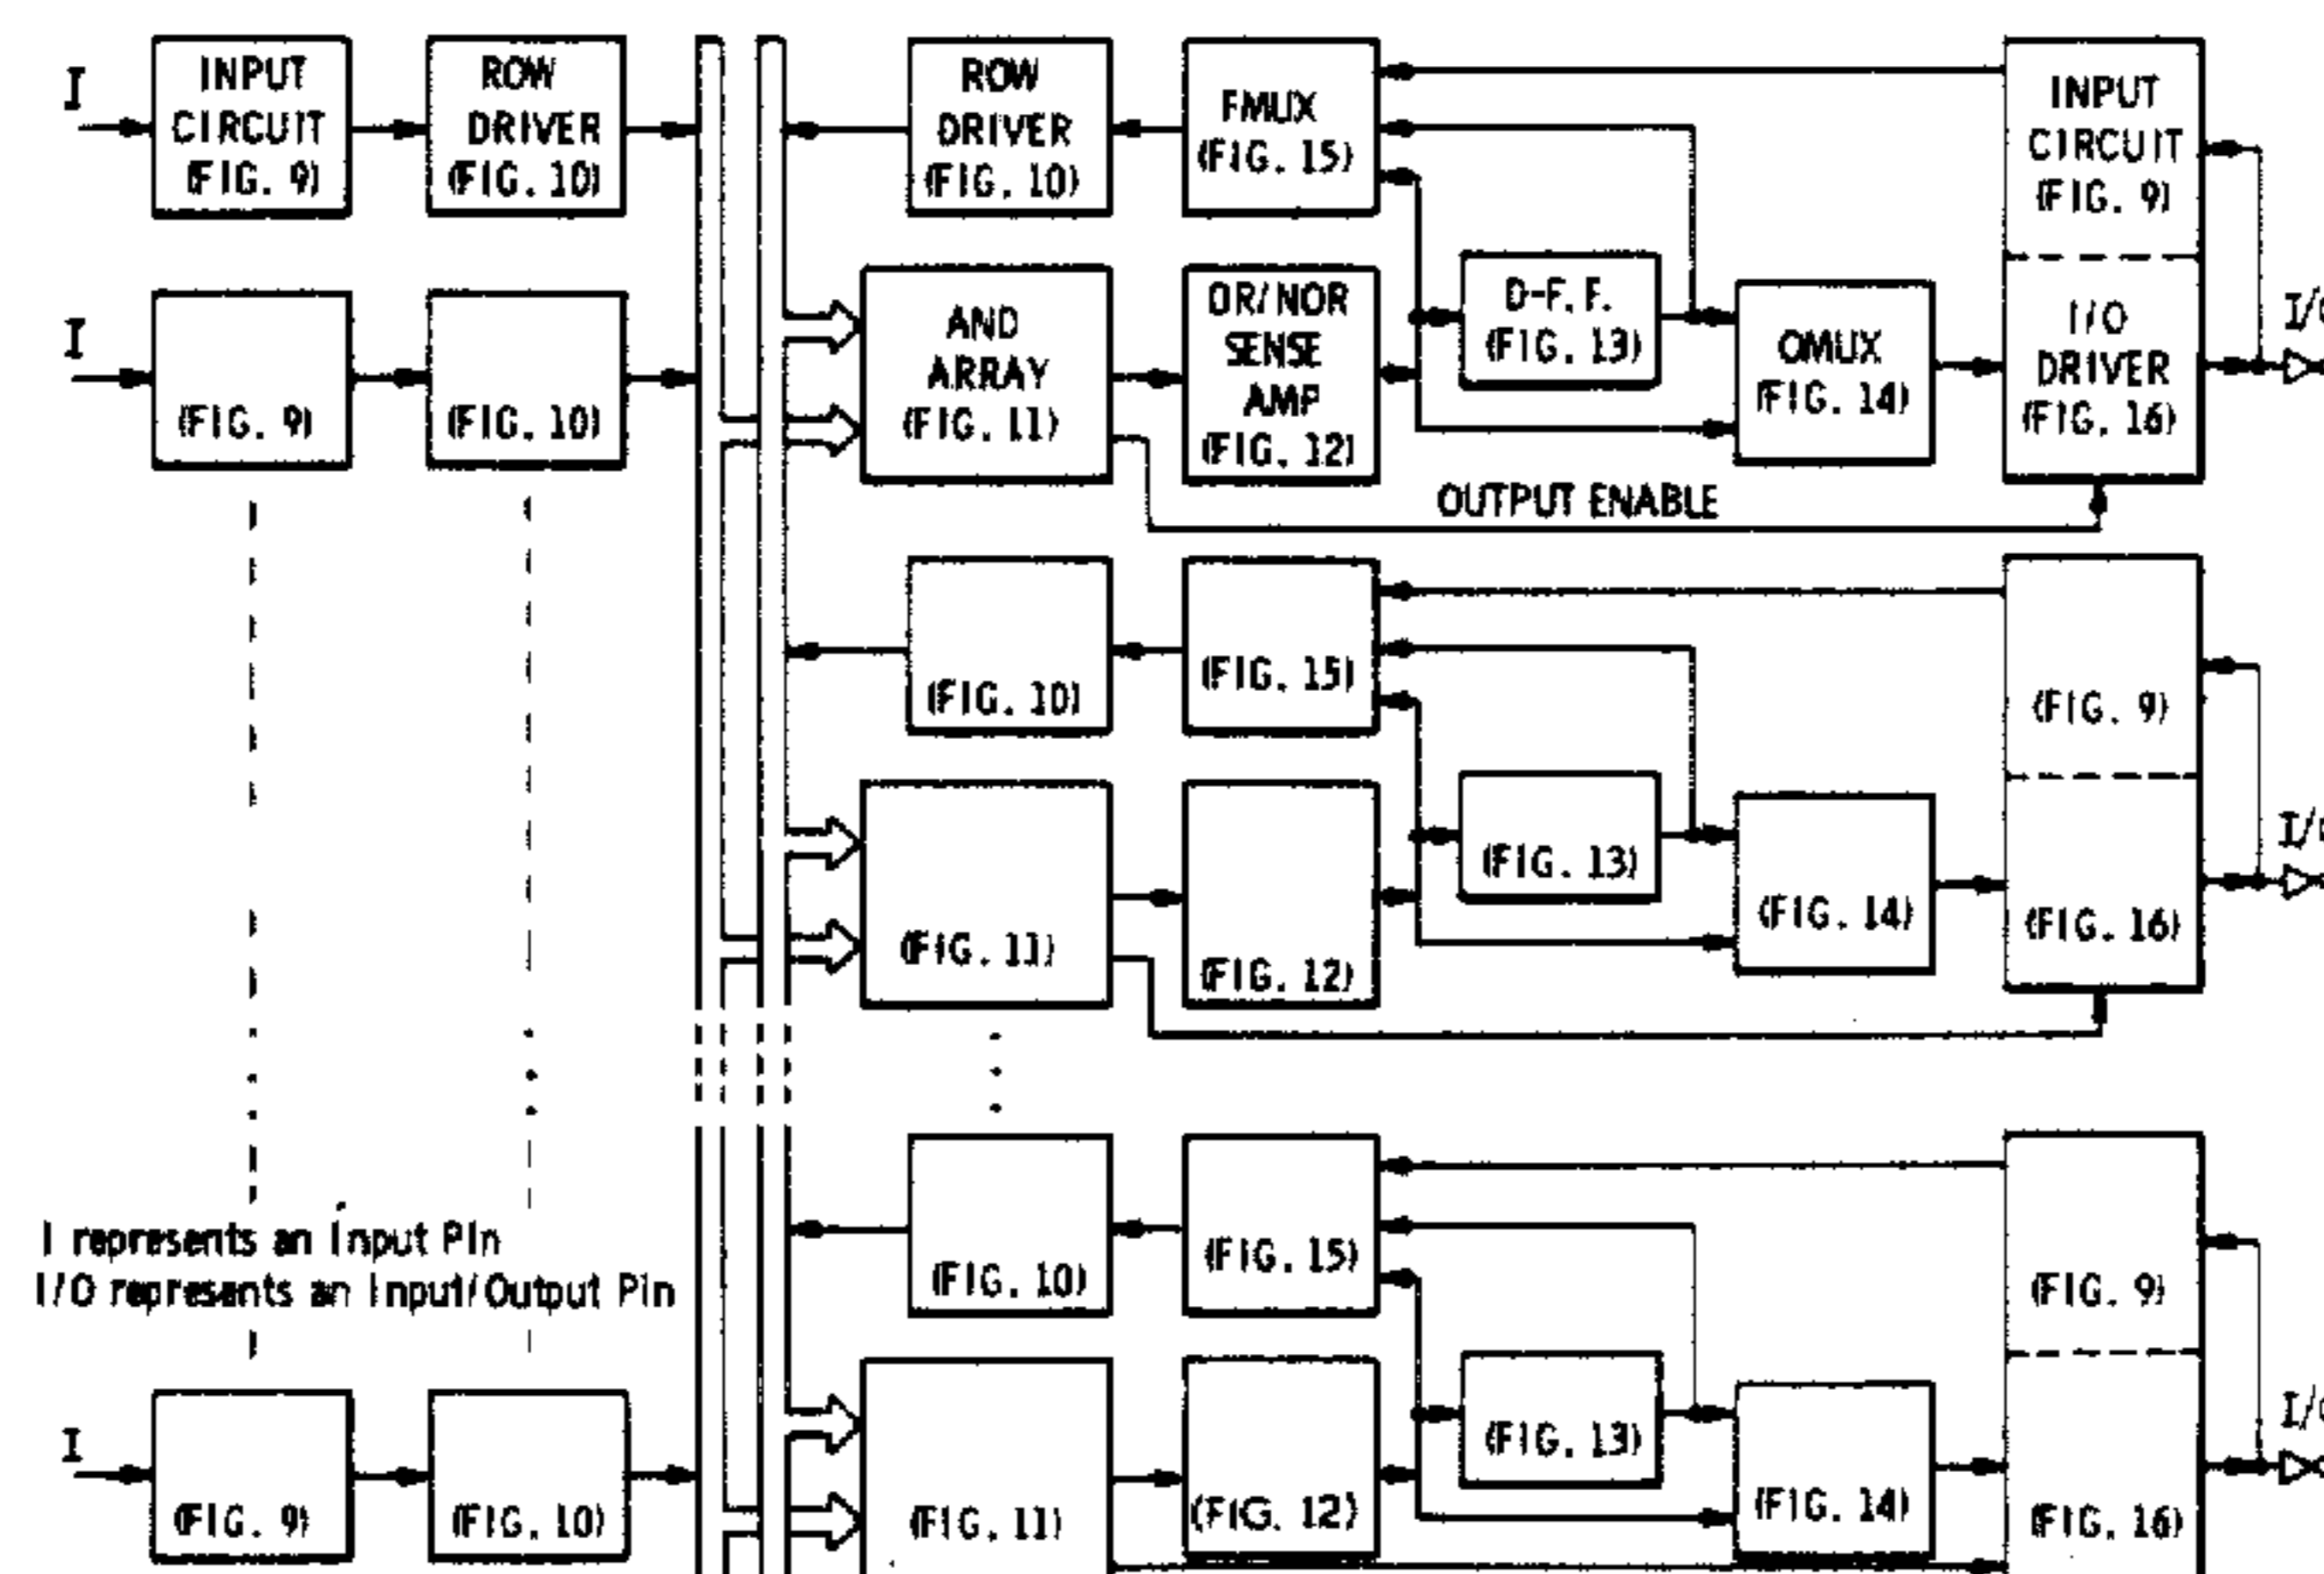 I
INPUT
CIRCUIT
(FIG. 9)
ROW
DRIVER
(FIG. 10)
ROW
DRIVER
(FIG. 10)
FMUX
(FIG. 15)
INPUT
CIRCUIT
(FIG. 9)
I
(FIG. 9)
(FIG. 10)
AND
ARRAY
(FIG. 11)
OR/NOR
SENSE
AMP
(FIG. 12)
D-F.F.
(FIG. 13)
OMUX
(FIG. 14)
I/O
DRIVER
(FIG. 16)
I/O
OUTPUT ENABLE
(FIG. 10)
(FIG. 15)
(FIG. 9)
(FIG. 11)
(FIG. 12)
(FIG. 13)
(FIG. 14)
(FIG. 16)
I/O
I represents an Input Pin
I/O represents an Input/Output Pin
(FIG. 10)
(FIG. 15)
(FIG. 9)
I
(FIG. 9)
(FIG. 10)
(FIG. 11)
(FIG. 12)
(FIG. 13)
(FIG. 14)
(FIG. 16)
I/O